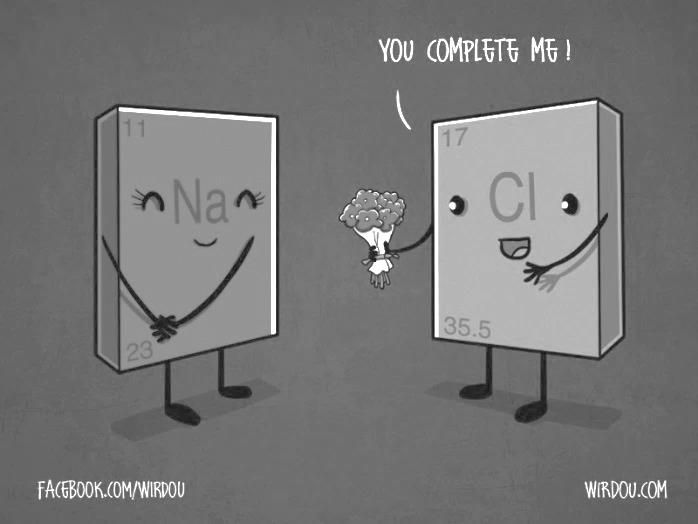 YOU COMPLETE ME!
11
Na
23
17
Cl
35.5
FACEBOOK.COM/WIRDOU
WIRDOU.COM